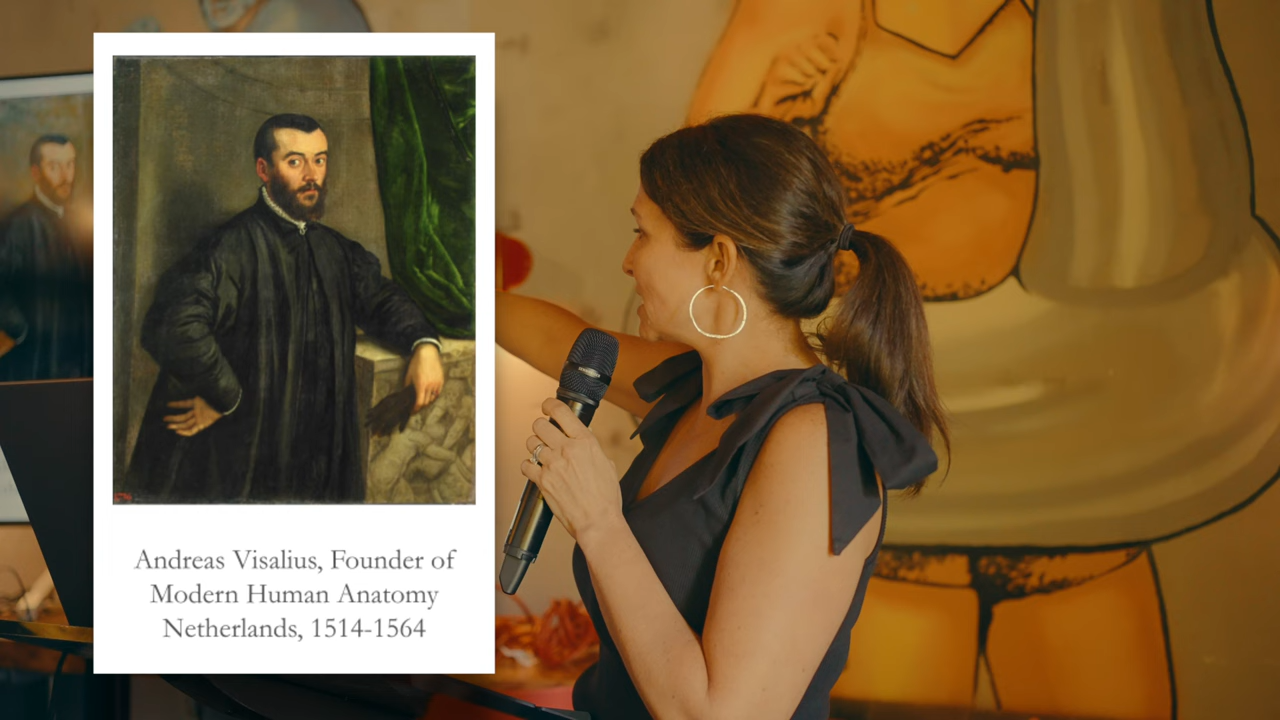 Andreas Visalius, Founder of
Modern Human Anatomy
Netherlands, 1514-1564